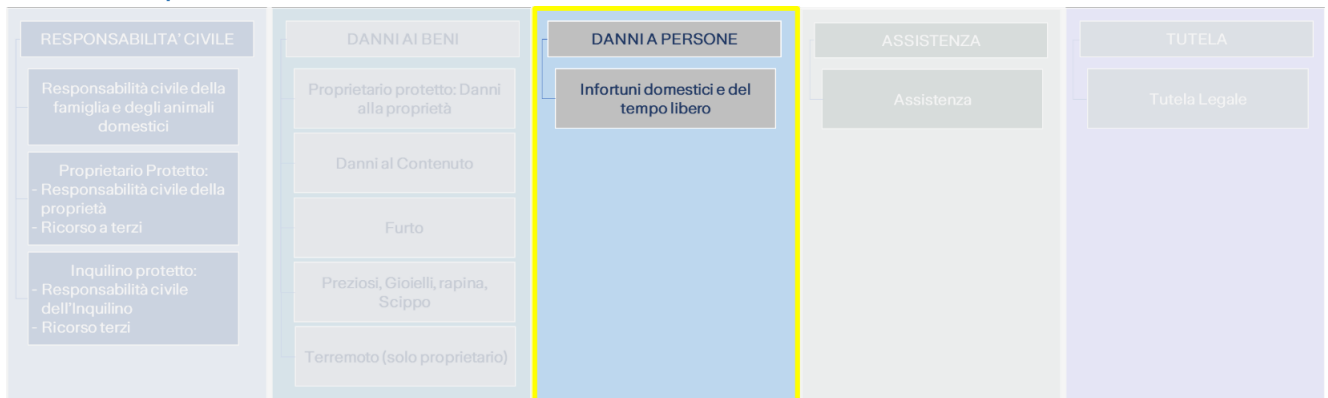 RESPONSABILITA' CIVILE
Responsabilità civile della
famiglia e degli animali
domestici
Proprietario Protetto:
- Responsabilità civile della
proprietà
- Ricorso a terzi
Inquilino protetto:
- Responsabilità civile
dell'Inquilino
- Ricorso terzi
DANNI AI BENI
Proprietario protetto: Danni
alla proprietà
Danni al Contenuto
Furto
Preziosi, Gioielli, rapina,
Scippo
Terremoto (solo proprietario)
DANNI A PERSONE
Infortuni domestici e del
tempo libero
ASSISTENZA
Assistenza
TUTELA
Tutela Legale